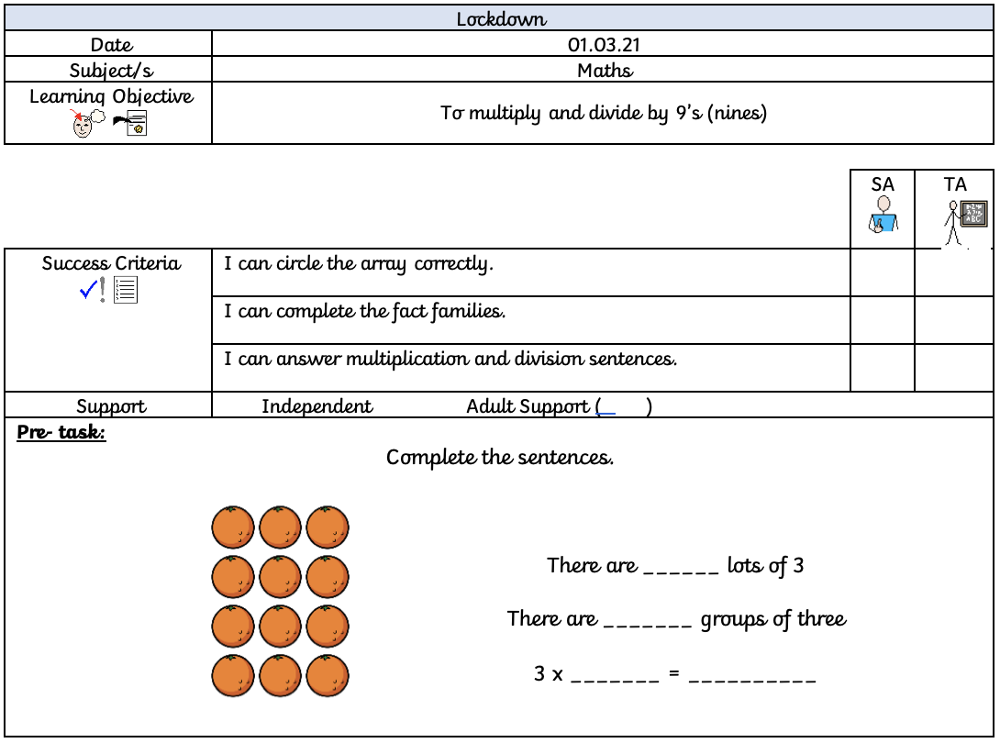 Lockdown
Date 01.03.21
Subject/s Maths
Learning Objective
To multiply and divide by 9's (nines)
SA TA
Success Criteria I can circle the array correctly.
I can complete the fact families.
I can answer multiplication and division sentences.
Support Independent Adult Support (__ )
Pre- task:
Complete the sentences.
There are ______ lots of 3
There are _______ groups of three
3 x _______ = __________